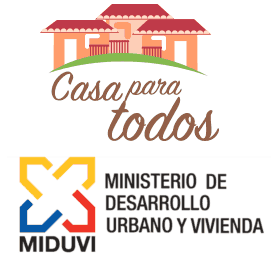 Casa para
todos
MINISTERIO DE
DESARROLLO
URBANO Y VIVIENDA
MIDUVI